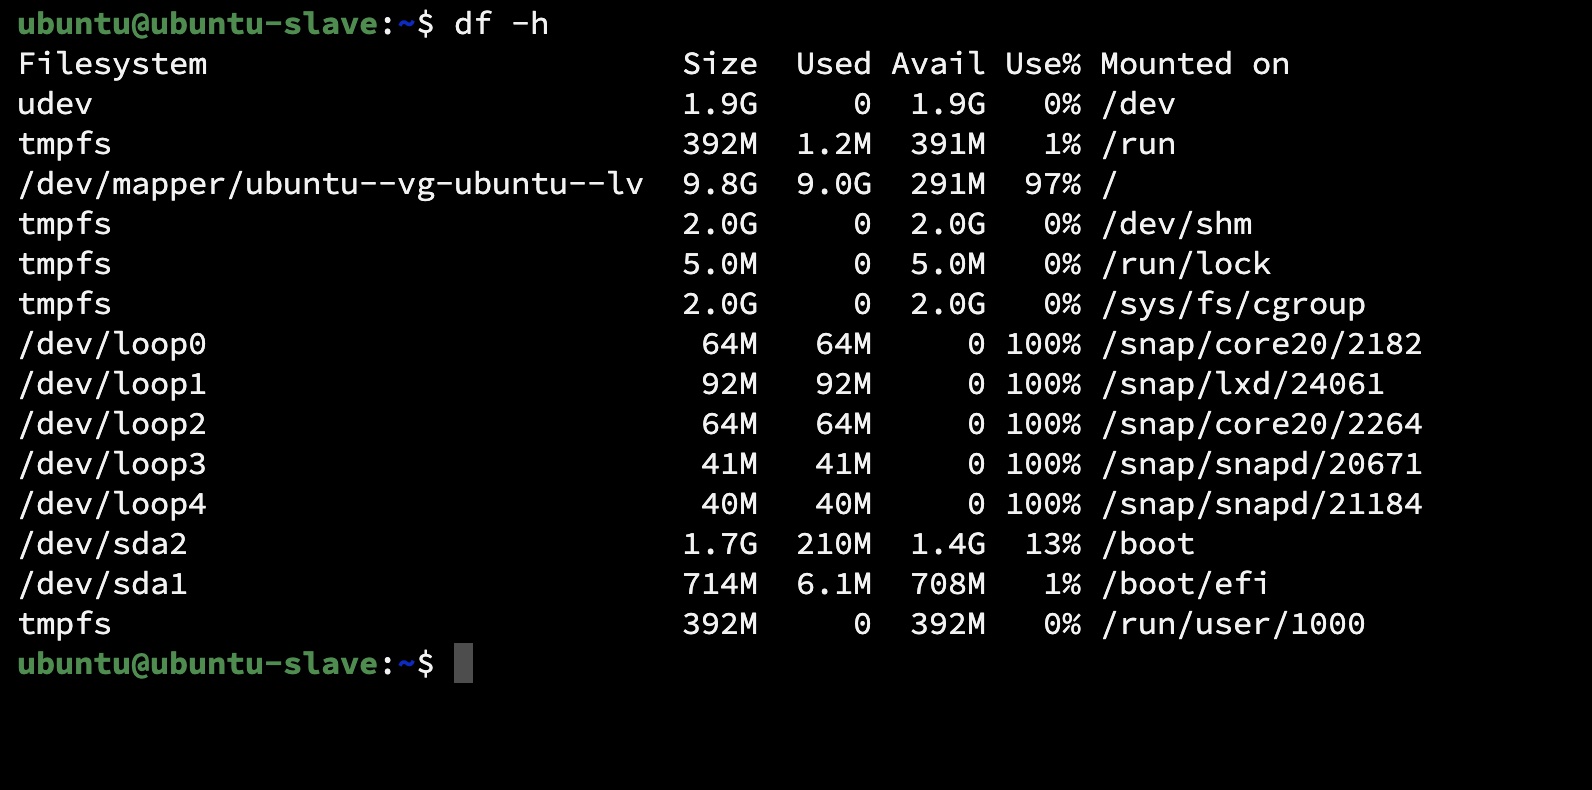 ubuntu@ubuntu-slave:~$ df -h
Filesystem                         Size  Used Avail Use% Mounted on
udev                               1.9G     0  1.9G   0% /dev
tmpfs                              392M  1.2M  391M   1% /run
/dev/mapper/ubuntu--vg-ubuntu--lv  9.8G  9.0G  291M  97% /
tmpfs                              2.0G     0  2.0G   0% /dev/shm
tmpfs                              5.0M     0  5.0M   0% /run/lock
tmpfs                              2.0G     0  2.0G   0% /sys/fs/cgroup
/dev/loop0                          64M   64M     0 100% /snap/core20/2182
/dev/loop1                          92M   92M     0 100% /snap/lxd/24061
/dev/loop2                          64M   64M     0 100% /snap/core20/2264
/dev/loop3                          41M   41M     0 100% /snap/snapd/20671
/dev/loop4                          40M   40M     0 100% /snap/snapd/21184
/dev/sda2                          1.7G  210M  1.4G  13% /boot
/dev/sda1                          714M  6.1M  708M   1% /boot/efi
tmpfs                              392M     0  392M   0% /run/user/1000
ubuntu@ubuntu-slave:~$